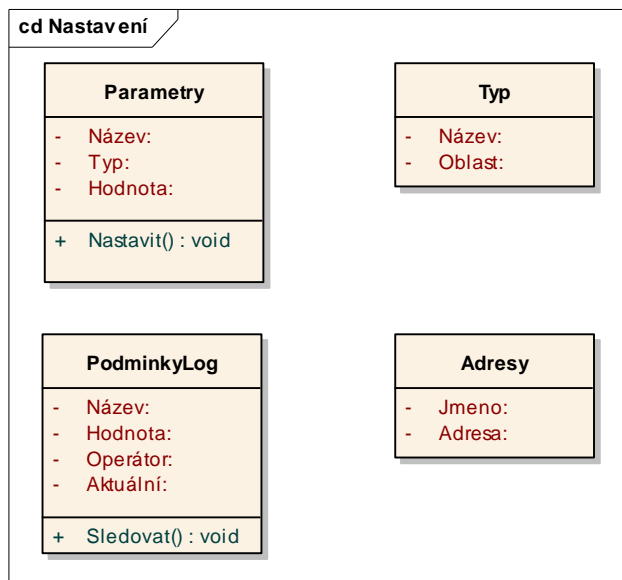 cd Nastavení
Parametry
- Název:
- Typ:
- Hodnota:
+ Nastavit() : void
Typ
- Název:
- Oblast:
PodminkyLog
- Název:
- Hodnota:
- Operátor:
- Aktuální:
+ Sledovat() : void
Adresy
- Jmeno:
- Adresa: